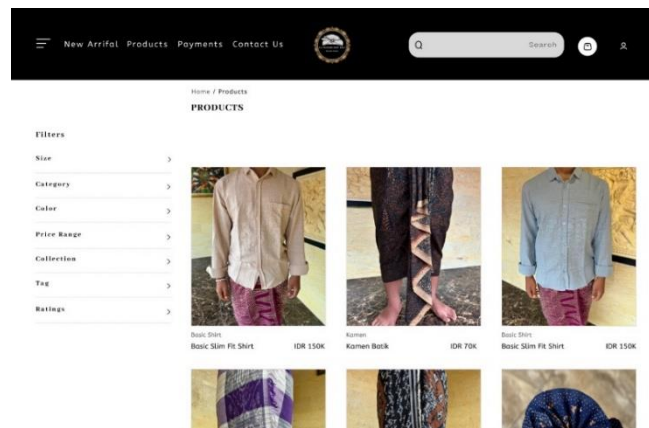 New Arrifal Products Payments Contact Us
Search
Home / Products
PRODUCTS
Filters
Size
Category
Color
Price Range
Collection
Tag
Ratings
Basic Shirt
Basic Slim Fit Shirt IDR 150K
Kamen
Kamen Batik IDR 70K
Basic Shirt
Basic Slim Fit Shirt IDR 150K